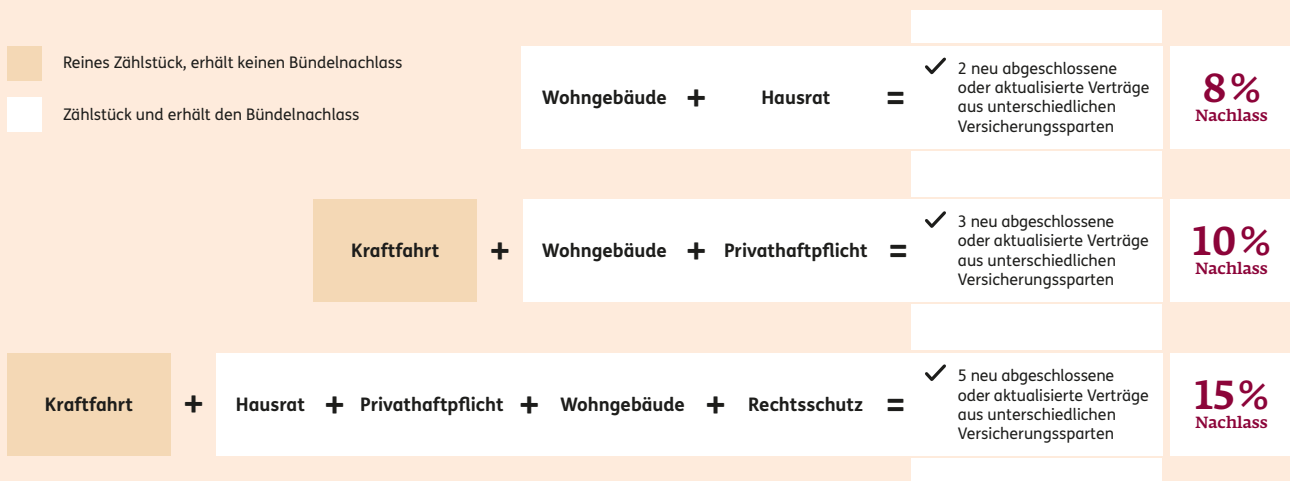 Reines Zählstück, erhält keinen Bündelnachlass
Zählstück und erhält den Bündelnachlass
Wohngebäude + Hausrat =
2 neu abgeschlossene
oder aktualisierte Verträge
aus unterschiedlichen
Versicherungssparten
8%
Nachlass
Kraftfahrt + Wohngebäude + Privathaftpflicht =
3 neu abgeschlossene
oder aktualisierte Verträge
aus unterschiedlichen
Versicherungssparten
10%
Nachlass
Kraftfahrt + Hausrat + Privathaftpflicht + Wohngebäude + Rechtsschutz =
5 neu abgeschlossene
oder aktualisierte Verträge
aus unterschiedlichen
Versicherungssparten
15%
Nachlass